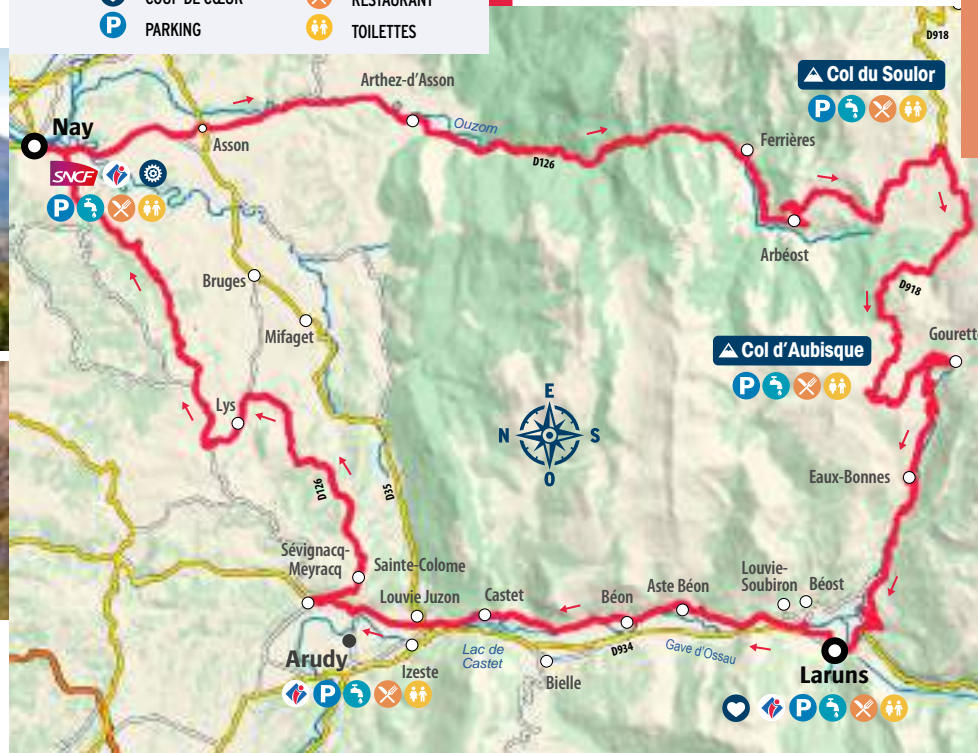 COUP DE CŒUR
RESTAURANT
P
PARKING
TOILETTES
D918
Col du Soulor
P
Arthez-d'Asson
Ouzom
Nay
Asson
Ferrières
D126
SNCF
P
Arbéost
Bruges
D918
Mifaget
Gourette
Col d'Aubisque
P
E
N
S
O
Lys
Eaux-Bonnes
D126
D35
Sévignacq-
Meyracq
Sainte-Colome
Louvie Juzon
Castet
Béon
Aste Béon
Louvie-
Soubiron
Béost
Arudy
Izeste
Lac de
Castet
D934
Gave d'Ossau
Bielle
Laruns
P
P